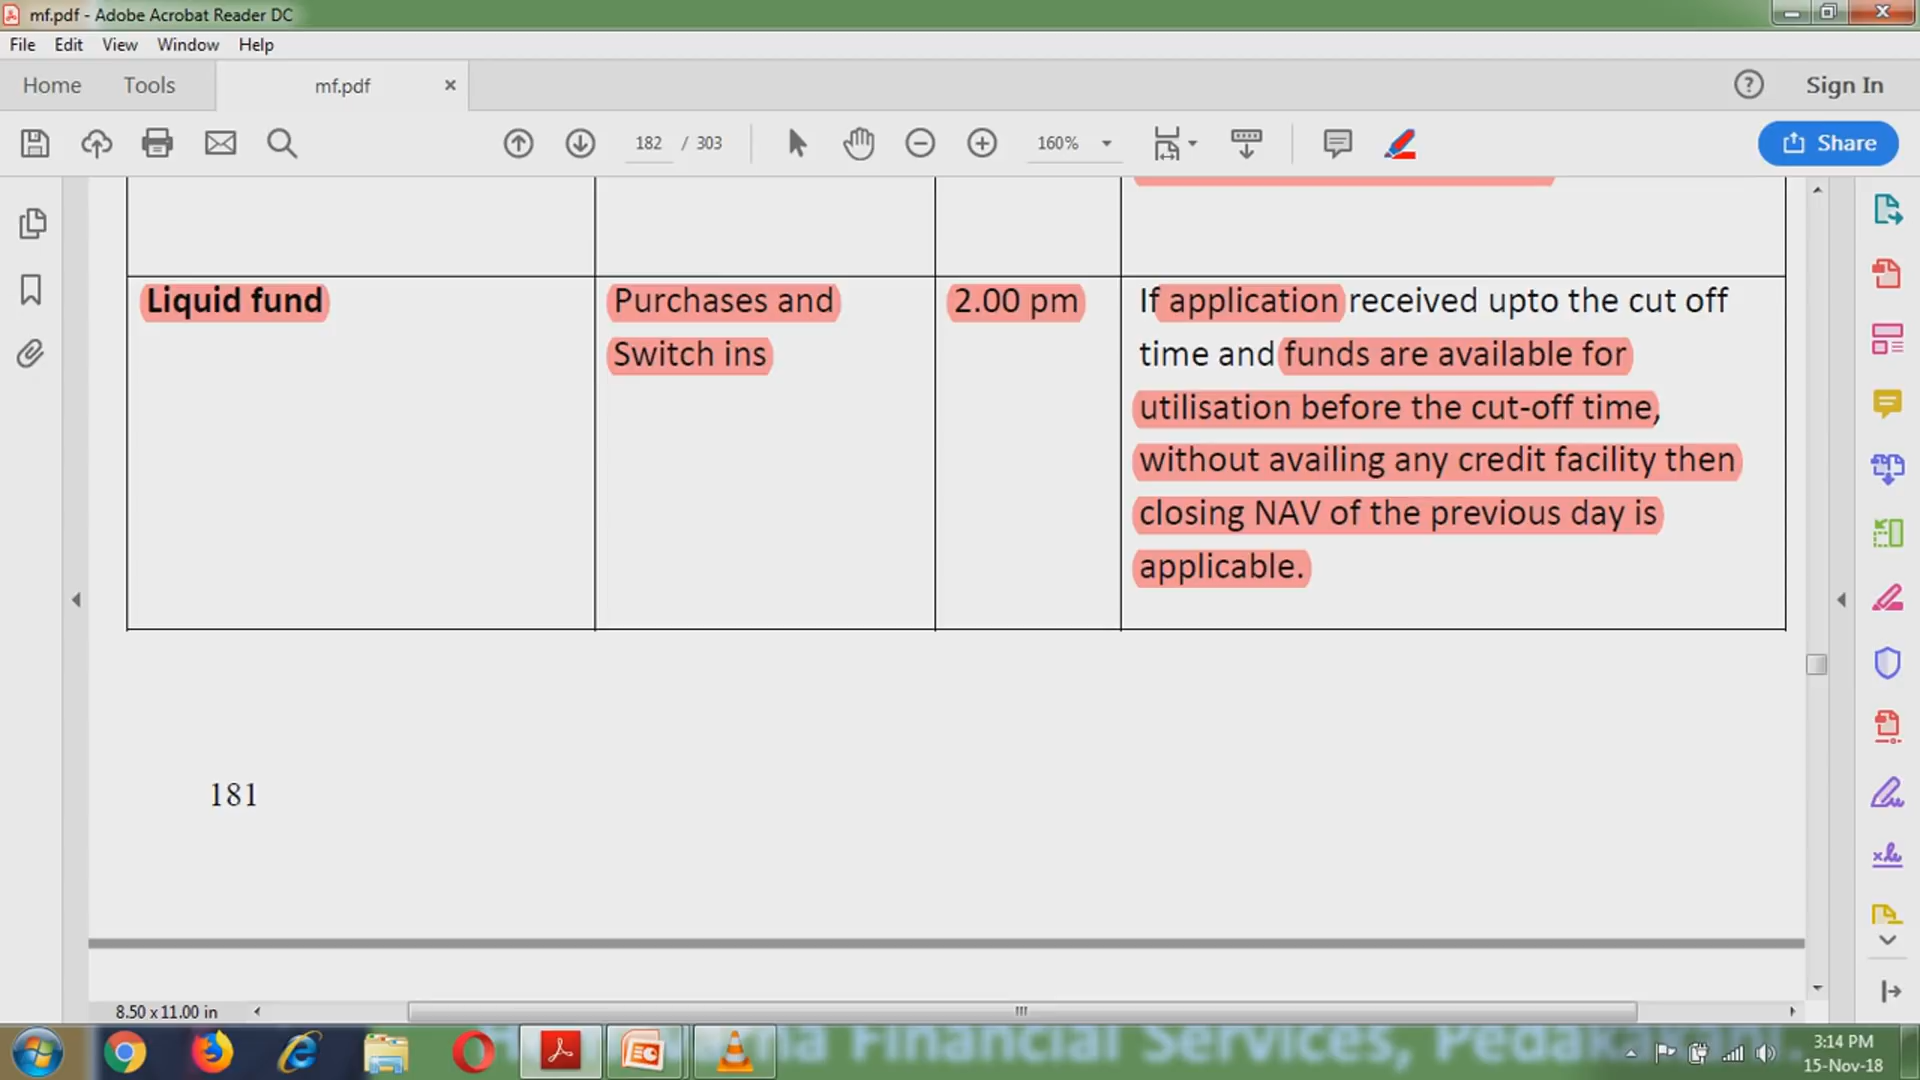 mf.pdf - Adobe Acrobat Reader DC
File Edit View Window Help
Home Tools mf.pdf Sign In
182 / 303 160% Share
Liquid fund
Purchases and
Switch ins
2.00 pm
If application received upto the cut off
time and funds are available for
utilisation before the cut-off time,
without availing any credit facility then
closing NAV of the previous day is
applicable.
181
8.50 x 11.00 in
Financial Services,
3:14 PM
15-Nov-18